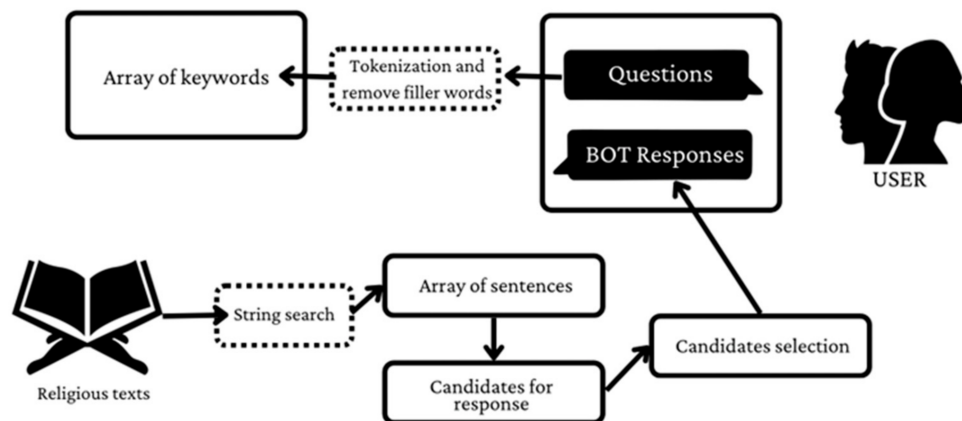 Array of keywords
Tokenization and
remove filler words
Questions
BOT Responses
USER
Religious texts
String search
Array of sentences
Candidates for
response
Candidates selection